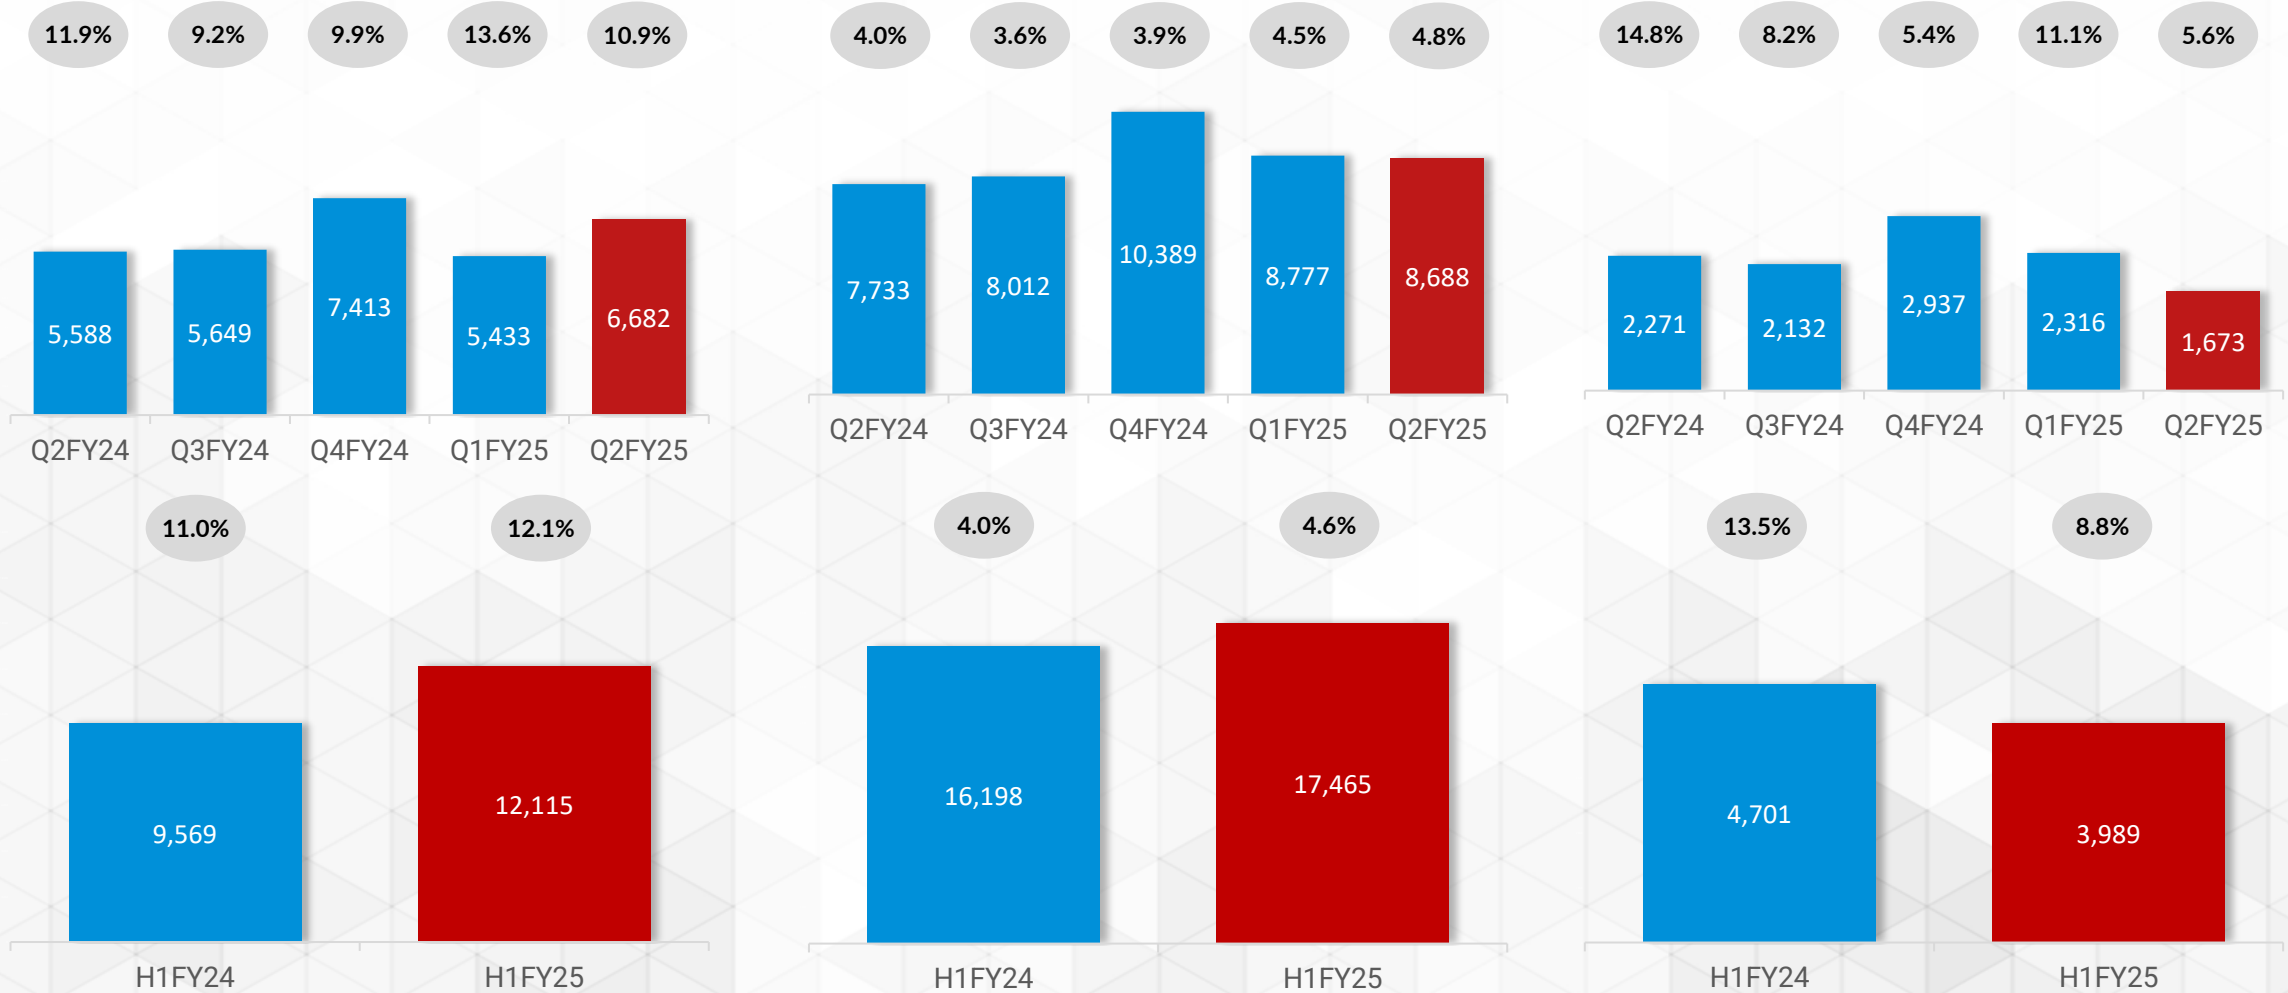 11.9% 9.2% 9.9% 13.6% 10.9%
5,588 5,649 7,413 5,433 6,682
Q2FY24 Q3FY24 Q4FY24 Q1FY25 Q2FY25
4.0% 3.6% 3.9% 4.5% 4.8%
7,733 8,012 10,389 8,777 8,688
Q2FY24 Q3FY24 Q4FY24 Q1FY25 Q2FY25
14.8% 8.2% 5.4% 11.1% 5.6%
2,271 2,132 2,937 2,316 1,673
Q2FY24 Q3FY24 Q4FY24 Q1FY25 Q2FY25
11.0% 12.1%
9,569 12,115
H1FY24 H1FY25
4.0% 4.6%
16,198 17,465
H1FY24 H1FY25
13.5% 8.8%
4,701 3,989
H1FY24 H1FY25